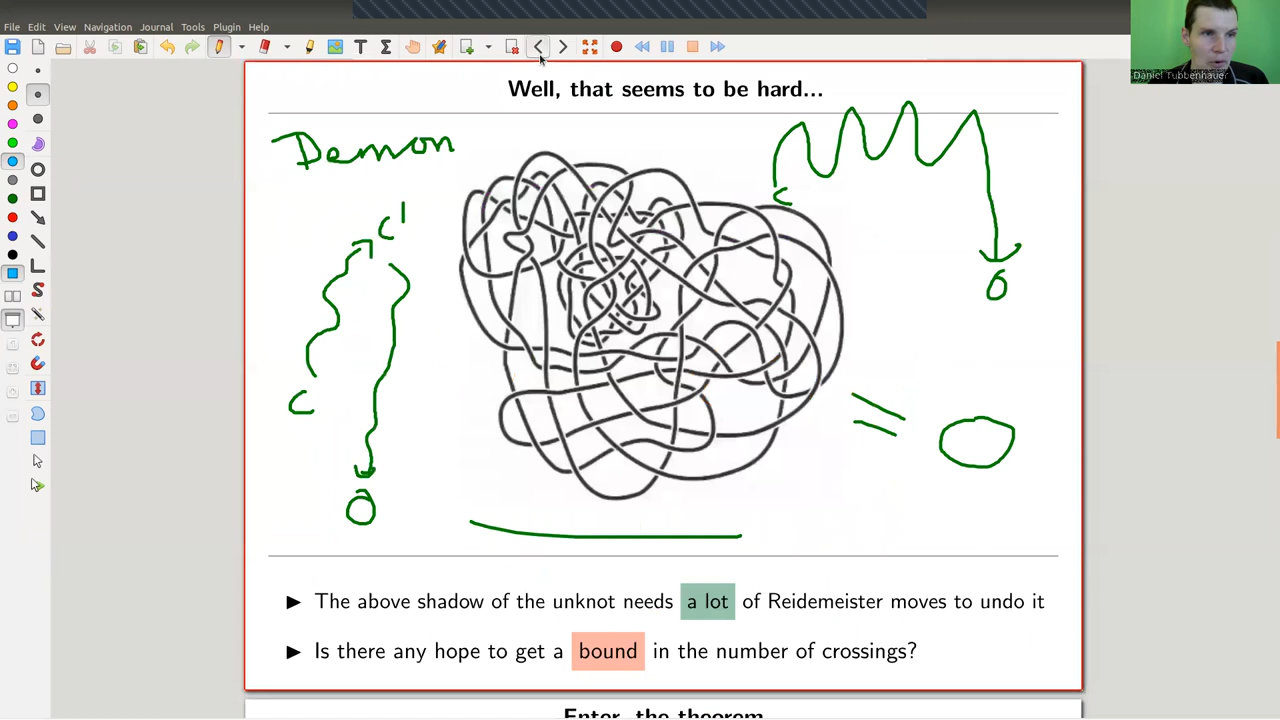 File Edit View Navigation Journal Tools Plugin Help
Daniel Tubbenhauer
Well, that seems to be hard...
Demon
C
C'
C
0
► The above shadow of the unknot needs a lot of Reidemeister moves to undo it
► Is there any hope to get a bound in the number of crossings?
Enter, the theorem